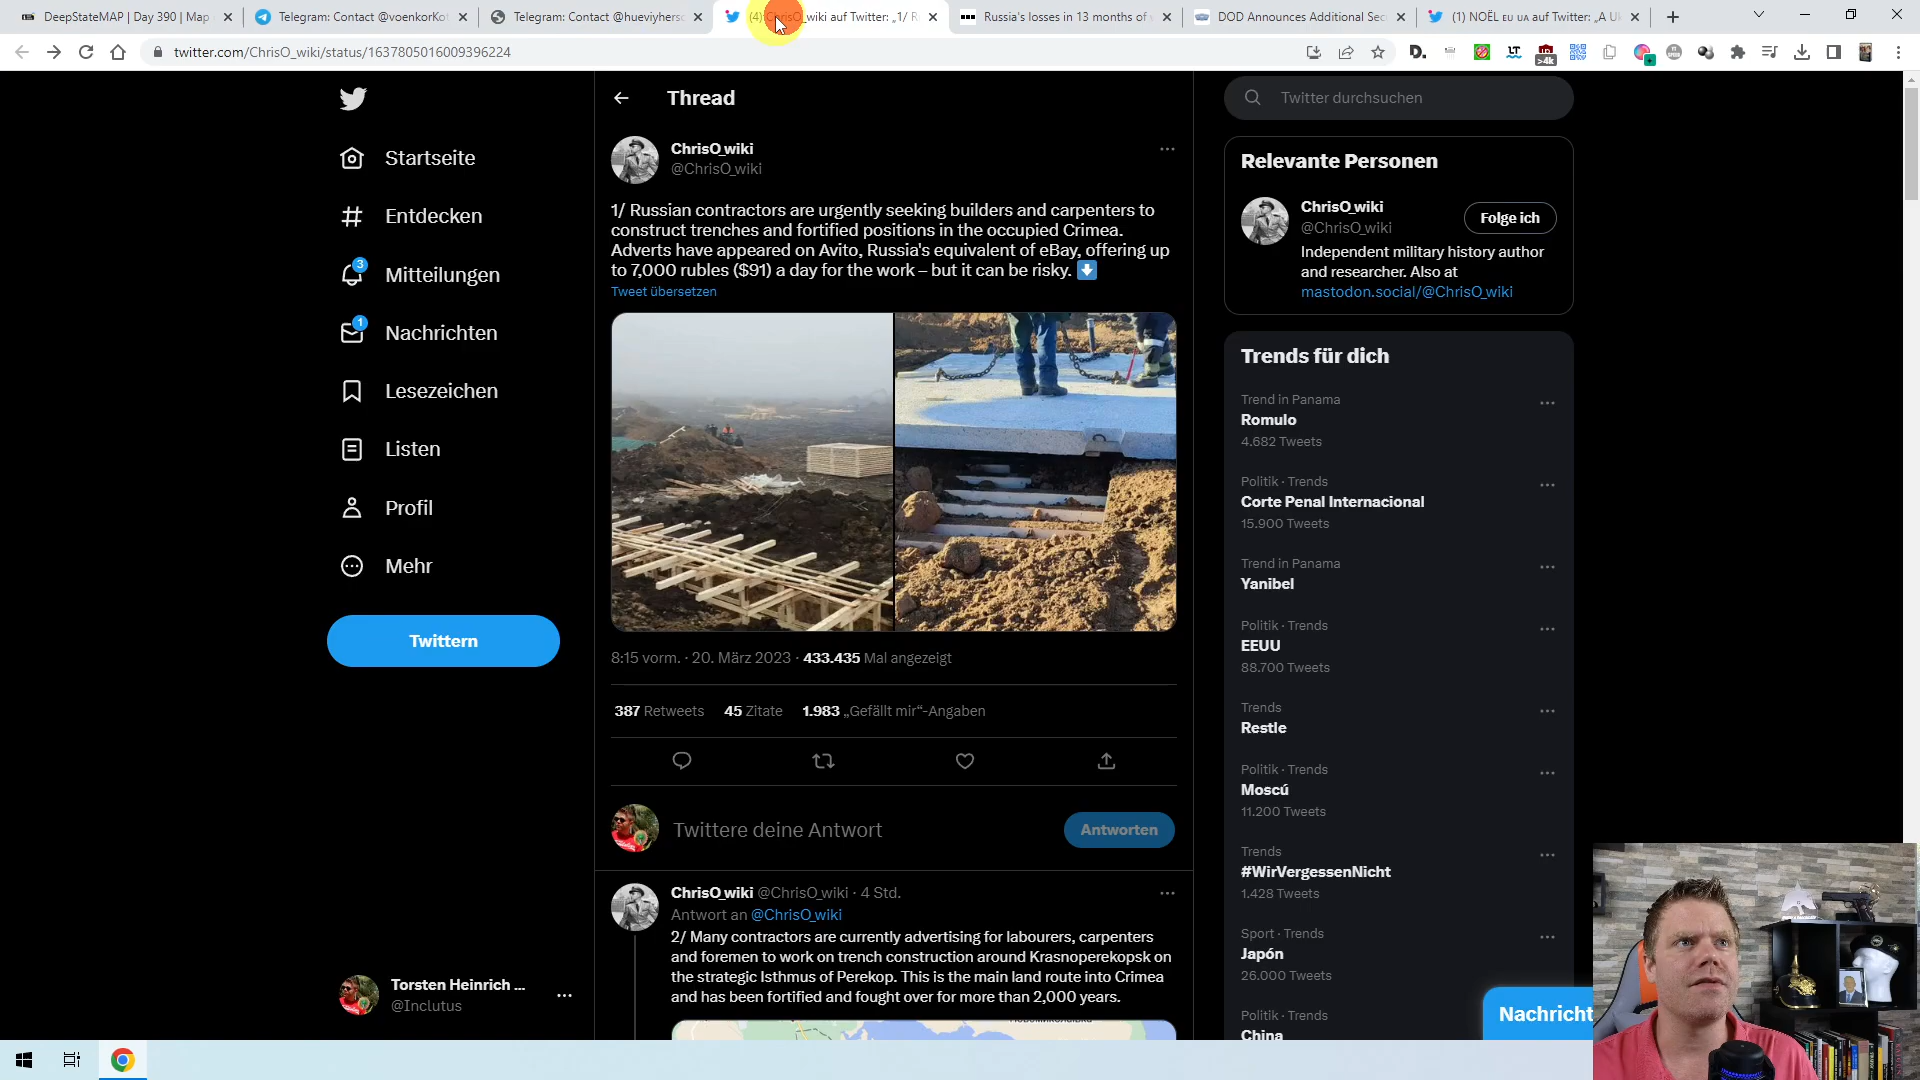 DeepStateMAP | Day 390 | Map
Telegram: Contact @voenkorKot
Telegram: Contact @hueviyherso
(4) ChrisO_wiki auf Twitter: „1/ R
Russia's losses in 13 months of
DOD Announces Additional Sec
(1) NOËL EU UA auf Twitter: „A Uk
twitter.com/ChrisO_wiki/status/1637805016009396224
>4k
Startseite
Entdecken
3
Mitteilungen
1
Nachrichten
Lesezeichen
Listen
Profil
Mehr
Twittern
Torsten Heinrich ...
@Inclutus
Thread
ChrisO_wiki
@ChrisO_wiki
1/ Russian contractors are urgently seeking builders and carpenters to
construct trenches and fortified positions in the occupied Crimea.
Adverts have appeared on Avito, Russia's equivalent of eBay, offering up
to 7,000 rubles ($91) a day for the work – but it can be risky. ⬇️
Tweet übersetzen
8:15 vorm. · 20. März 2023 · 433.435 Mal angezeigt
387 Retweets 45 Zitate 1.983 „Gefällt mir“-Angaben
Twittere deine Antwort
Antworten
ChrisO_wiki @ChrisO_wiki · 4 Std.
Antwort an @ChrisO_wiki
2/ Many contractors are currently advertising for labourers, carpenters
and foremen to work on trench construction around Krasnoperekopsk on
the strategic Isthmus of Perekop. This is the main land route into Crimea
and has been fortified and fought over for more than 2,000 years.
Twitter durchsuchen
Relevante Personen
ChrisO_wiki
@ChrisO_wiki
Folge ich
Independent military history author
and researcher. Also at
mastodon.social/@ChrisO_wiki
Trends für dich
Trend in Panama
Romulo
4.682 Tweets
Politik · Trends
Corte Penal Internacional
15.900 Tweets
Trend in Panama
Yanibel
Politik · Trends
EEUU
88.700 Tweets
Trends
Restle
Politik · Trends
Moscú
11.200 Tweets
Trends
#WirVergessenNicht
1.428 Tweets
Sport · Trends
Japón
26.000 Tweets
Politik · Trends
China
Nachricht